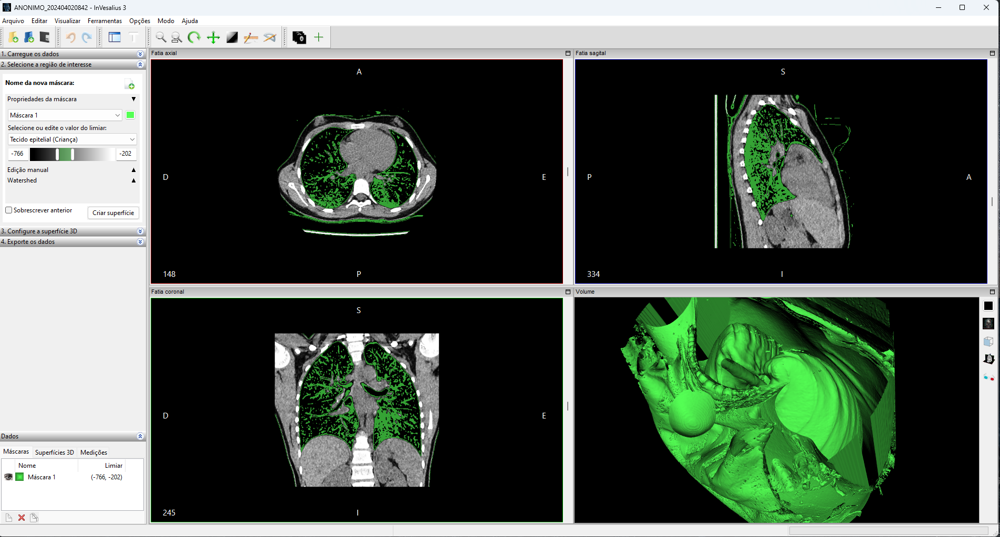 ANONIMO_202404020842 - InVesalius 3
Arquivo Editar Visualizar Ferramentas Opções Modo Ajuda
1. Carregue os dados
2. Selecione a região de interesse
Nome da nova máscara:
Propriedades da máscara
Máscara 1
Selecione ou edite o valor do limiar:
Tecido epitelial (Criança)
-766 -202
Edição manual
Watershed
Sobrescrever anterior Criar superfície
3. Configure a superfície 3D
4. Exporte os dados
Dados
Máscaras Superfícies 3D Medições
Nome Limiar
Máscara 1 (-766, -202)
Fatia axial
A
D E
148 P
Fatia sagital
S
P A
334 I
Fatia coronal
S
D E
245 I
Volume